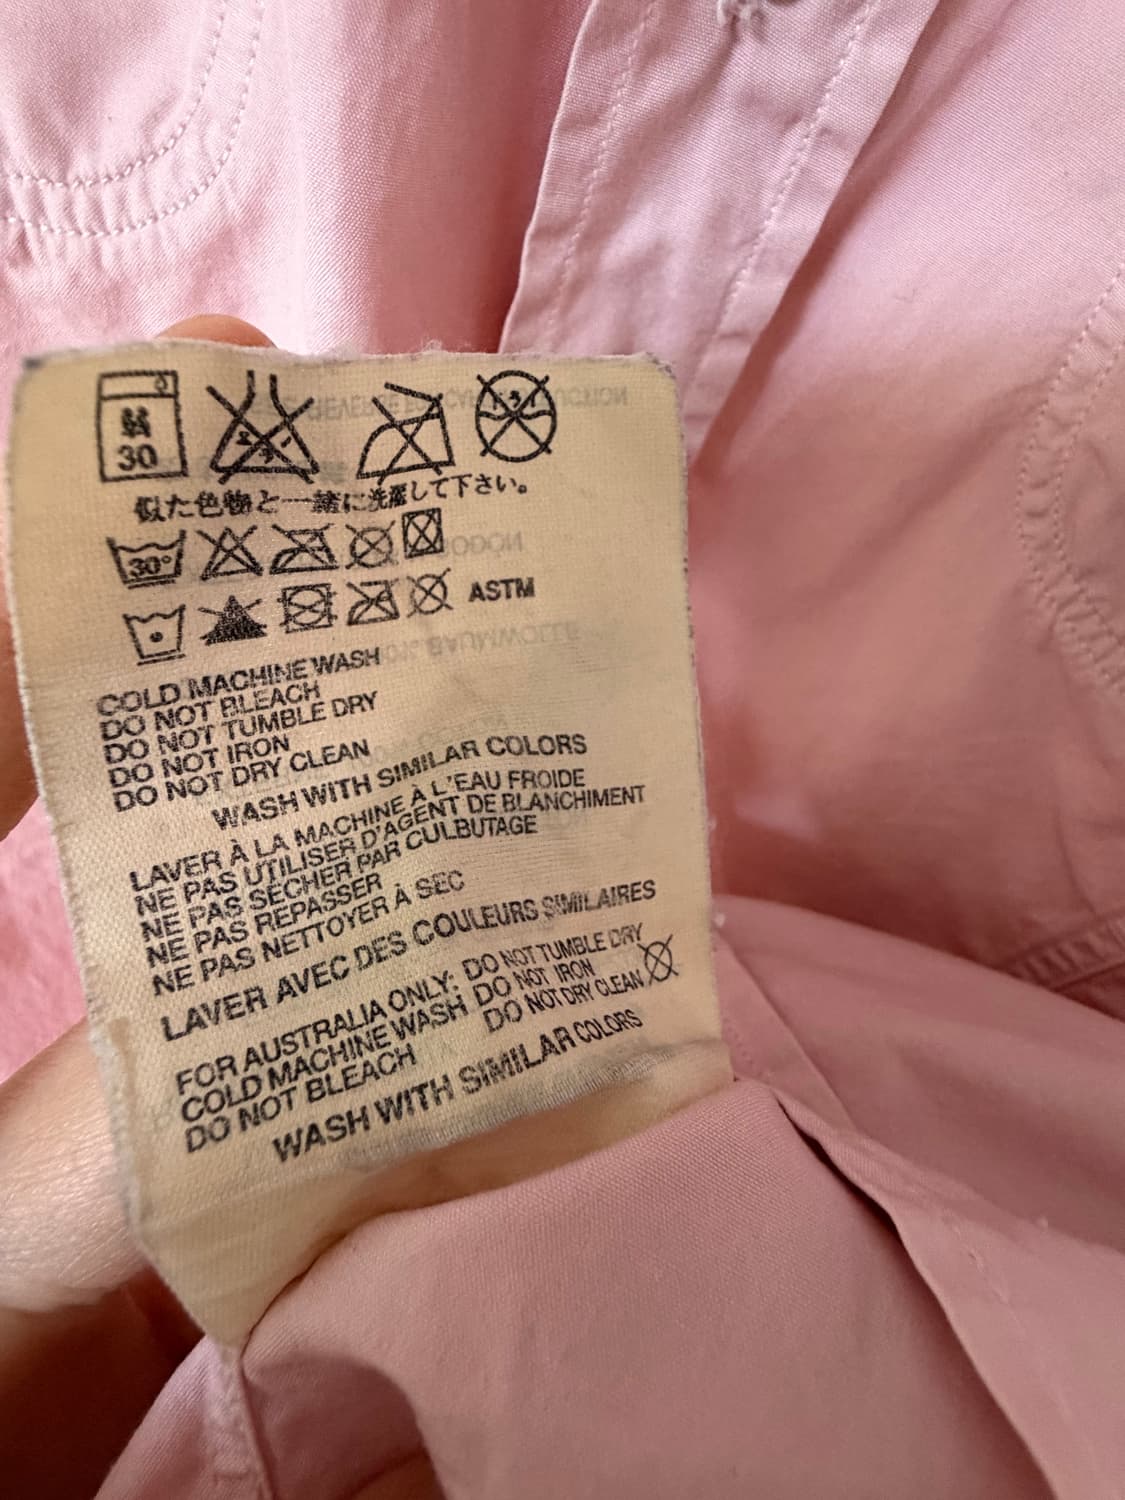 30
似た色物と一緒に洗濯して下さい。
30°
ASTM
COLD MACHINE WASH
DO NOT BLEACH
DO NOT TUMBLE DRY
DO NOT IRON
DO NOT DRY CLEAN
WASH WITH SIMILAR COLORS
LAVER À LA MACHINE À L'EAU FROIDE
NE PAS UTILISER D'AGENT DE BLANCHIMENT
NE PAS SÉCHER PAR CULBUTAGE
NE PAS REPASSER
NE PAS NETTOYER À SEC
LAVER AVEC DES COULEURS SIMILAIRES
FOR AUSTRALIA ONLY: DO NOT TUMBLE DRY
COLD MACHINE WASH DO NOT IRON
DO NOT BLEACH DO NOT DRY CLEAN
WASH WITH SIMILAR COLORS